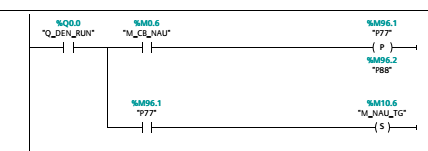 %Q0.0 %M0.6 %M96.1
"Q_DEN_RUN" "M_CB_NAU" "P77"
P
%M96.2
"P88"
%M96.1 %M10.6
"P77" "M_NAU_TG"
S